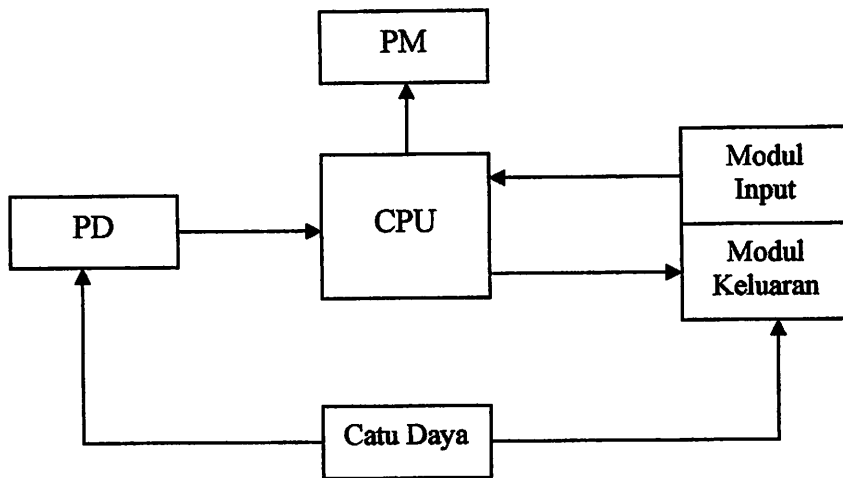 PM
Modul
Input
PD
CPU
Modul
Keluaran
Catu Daya